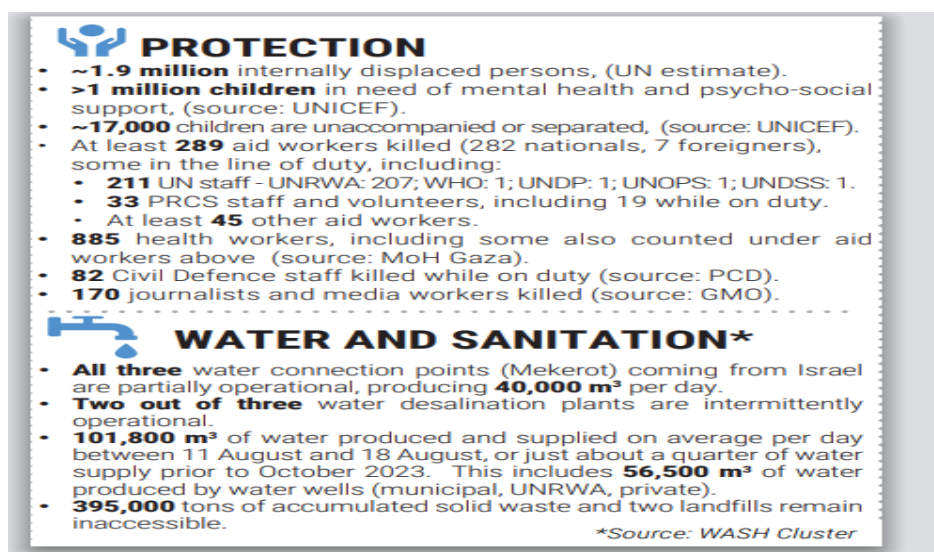 PROTECTION
• ~1.9 million internally displaced persons, (UN estimate).
• >1 million children in need of mental health and psycho-social
support, (source: UNICEF).
• ~17,000 children are unaccompanied or separated, (source: UNICEF).
• At least 289 aid workers killed (282 nationals, 7 foreigners),
some in the line of duty, including:
• 211 UN staff - UNRWA: 207; WHO: 1; UNDP: 1; UNOPS: 1; UNDSS: 1.
• 33 PRCS staff and volunteers, including 19 while on duty.
• At least 45 other aid workers.
• 885 health workers, including some also counted under aid
workers above (source: MoH Gaza).
• 82 Civil Defence staff killed while on duty (source: PCD).
• 170 journalists and media workers killed (source: GMO).
WATER AND SANITATION*
• All three water connection points (Mekerot) coming from Israel
are partially operational, producing 40,000 m³ per day.
• Two out of three water desalination plants are intermittently
operational.
• 101,800 m³ of water produced and supplied on average per day
between 11 August and 18 August, or just about a quarter of water
supply prior to October 2023. This includes 56,500 m³ of water
produced by water wells (municipal, UNRWA, private).
• 395,000 tons of accumulated solid waste and two landfills remain
inaccessible.
*Source: WASH Cluster